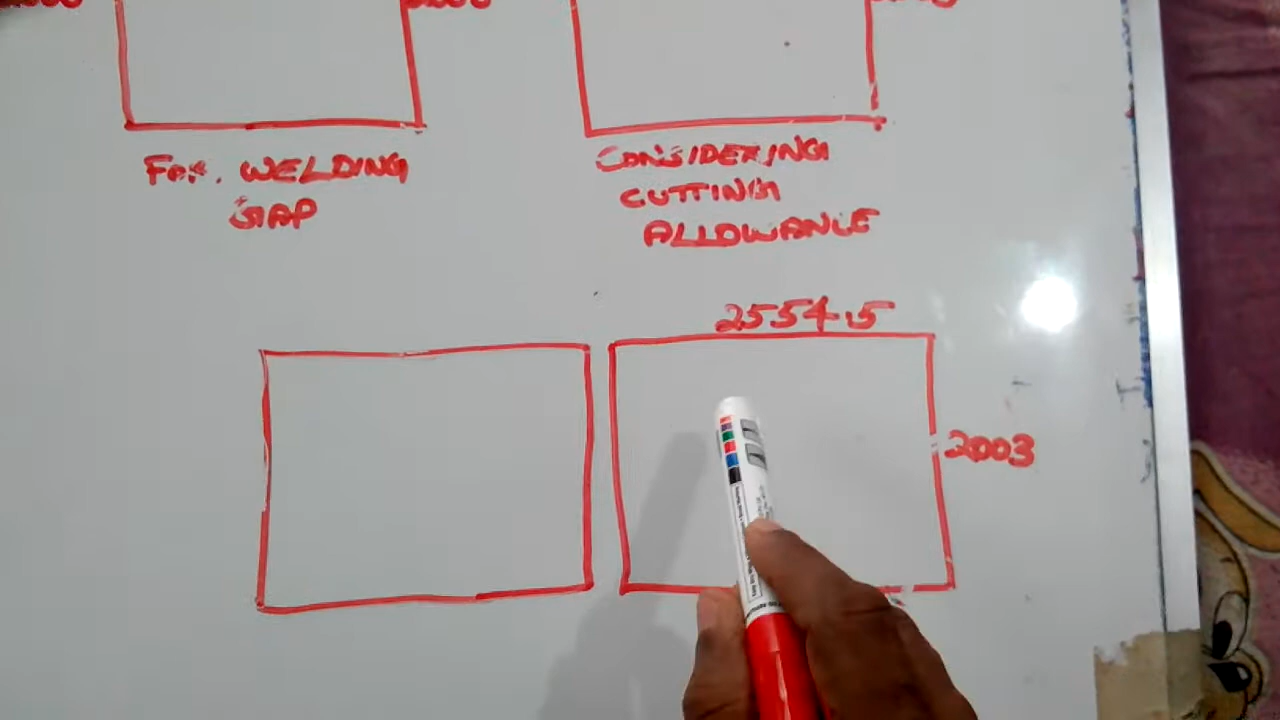 FOR. WELDING
GAP
CONSIDERING
CUTTING
ALLOWANCE
2554.5
2003